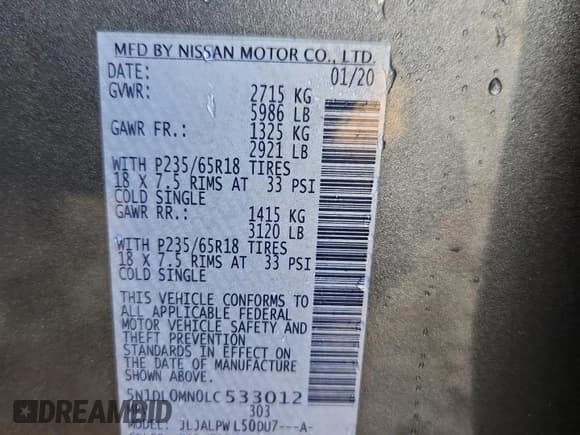 MFD BY NISSAN MOTOR CO., LTD.
DATE: 01/20
GVWR: 2715 KG
5986 LB
GAWR FR.: 1325 KG
2921 LB
WITH P235/65R18 TIRES
18 X 7.5 RIMS AT 33 PSI
COLD SINGLE
GAWR RR.: 1415 KG
3120 LB
WITH P235/65R18 TIRES
18 X 7.5 RIMS AT 33 PSI
COLD SINGLE
THIS VEHICLE CONFORMS TO
ALL APPLICABLE FEDERAL
MOTOR VEHICLE SAFETY AND
THEFT PREVENTION
STANDARDS IN EFFECT ON
THE DATE OF MANUFACTURE
SHOWN ABOVE.
5N1DL0MN0LC533012
303
MODEL: JLJALPWL50DU7---A-
DREAMBID